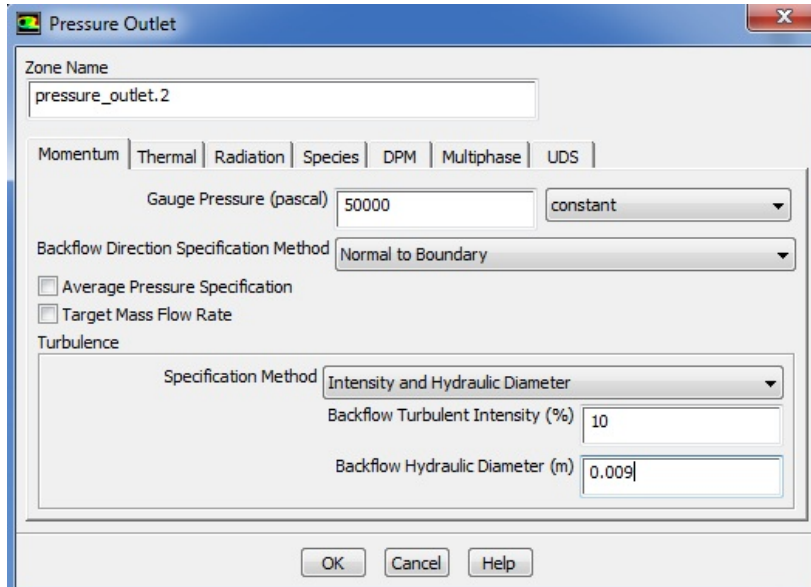 Pressure Outlet
Zone Name
pressure_outlet.2
Momentum Thermal Radiation Species DPM Multiphase UDS
Gauge Pressure (pascal) 50000 constant
Backflow Direction Specification Method Normal to Boundary
Average Pressure Specification
Target Mass Flow Rate
Turbulence
Specification Method Intensity and Hydraulic Diameter
Backflow Turbulent Intensity (%) 10
Backflow Hydraulic Diameter (m) 0.009
OK Cancel Help